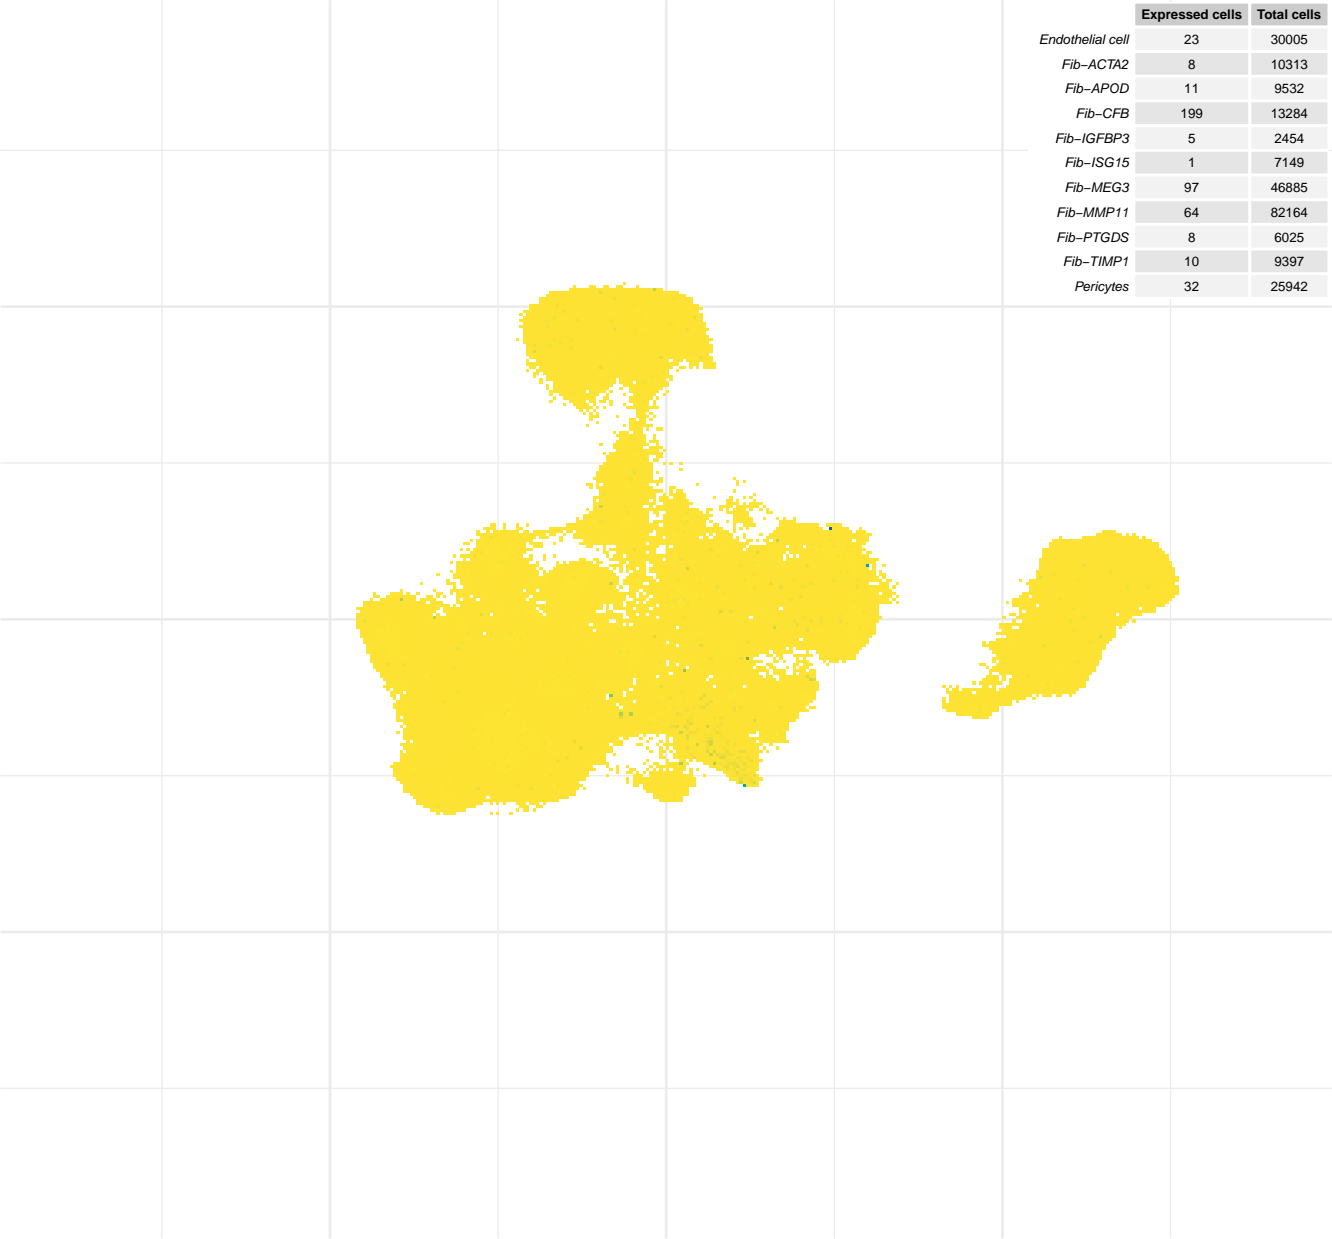 Expressed cells Total cells
Endothelial cell 23 30005
Fib−ACTA2 8 10313
Fib−APOD 11 9532
Fib−CFB 199 13284
Fib−IGFBP3 5 2454
Fib−ISG15 1 7149
Fib−MEG3 97 46885
Fib−MMP11 64 82164
Fib−PTGDS 8 6025
Fib−TIMP1 10 9397
Pericytes 32 25942